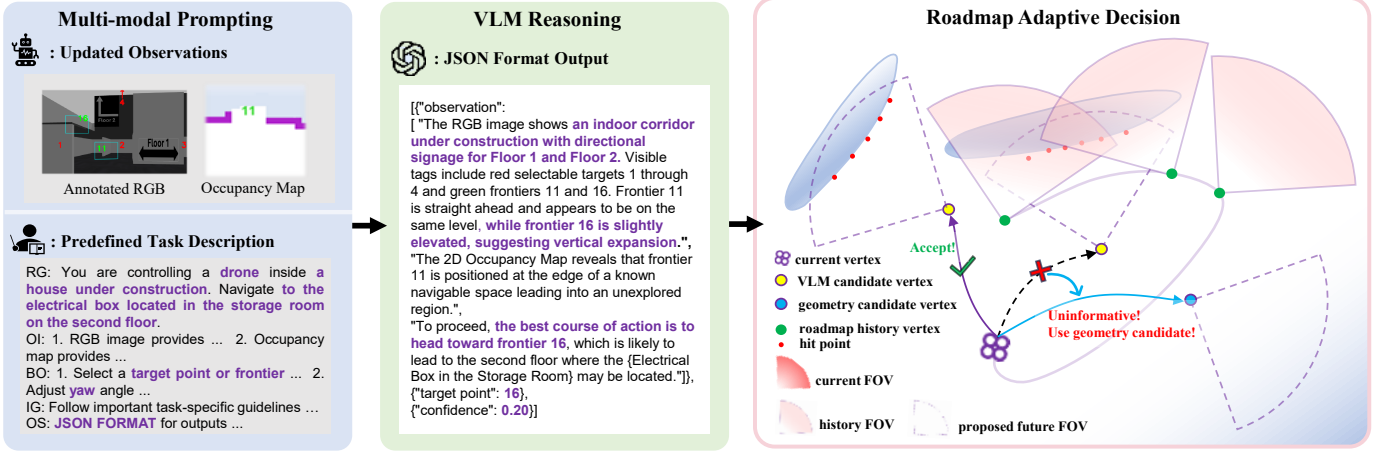 Multi-modal Prompting
: Updated Observations
4
16
Floor 2
1
11
2
Floor 1
3
11
Annotated RGB
Occupancy Map
: Predefined Task Description
RG: You are controlling a drone inside a
house under construction. Navigate to the
electrical box located in the storage room
on the second floor.
OI: 1. RGB image provides ... 2. Occupancy
map provides ...
BO: 1. Select a target point or frontier ... 2.
Adjust yaw angle ...
IG: Follow important task-specific guidelines ...
OS: JSON FORMAT for outputs ...
VLM Reasoning
: JSON Format Output
[{"observation":
[ "The RGB image shows an indoor corridor
under construction with directional
signage for Floor 1 and Floor 2. Visible
tags include red selectable targets 1 through
4 and green frontiers 11 and 16. Frontier 11
is straight ahead and appears to be on the
same level, while frontier 16 is slightly
elevated, suggesting vertical expansion.",
"The 2D Occupancy Map reveals that frontier
11 is positioned at the edge of a known
navigable space leading into an unexplored
region.",
"To proceed, the best course of action is to
head toward frontier 16, which is likely to
lead to the second floor where the {Electrical
Box in the Storage Room} may be located."]},
{"target point": 16},
{"confidence": 0.20}]
Roadmap Adaptive Decision
Accept!
Uninformative!
Use geometry candidate!
current vertex
VLM candidate vertex
geometry candidate vertex
roadmap history vertex
hit point
current FOV
history FOV
proposed future FOV